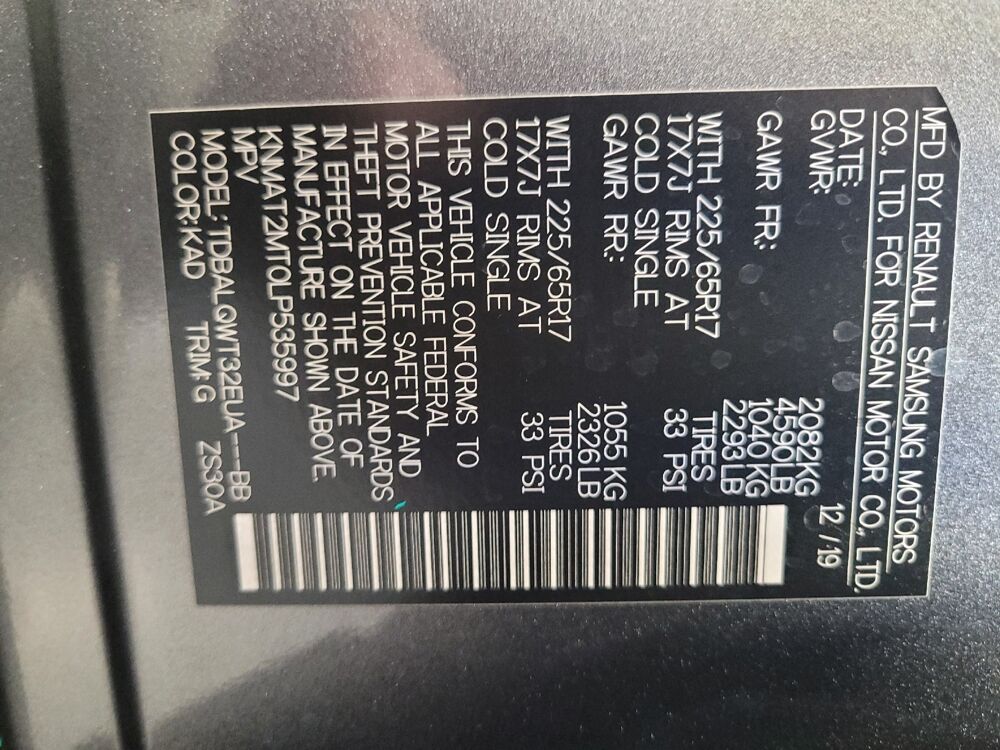 MFD BY RENAULT SAMSUNG MOTORS
CO., LTD. FOR NISSAN MOTOR CO., LTD.
DATE: 12 / 19
GVWR: 2082KG
4590LB
GAWR FR.: 1040 KG
2293LB
WITH 225/65R17 TIRES
17X7J RIMS AT 33 PSI
COLD SINGLE
GAWR RR.: 1055 KG
2326LB
WITH 225/65R17 TIRES
17X7J RIMS AT 33 PSI
COLD SINGLE
THIS VEHICLE CONFORMS TO
ALL APPLICABLE FEDERAL
MOTOR VEHICLE SAFETY AND
THEFT PREVENTION STANDARDS
IN EFFECT ON THE DATE OF
MANUFACTURE SHOWN ABOVE.
KNMAT2MT0LP535997
MPV
MODEL: TDBALQWT32EUA---BB
COLOR:KAD TRIM:G ZS30A